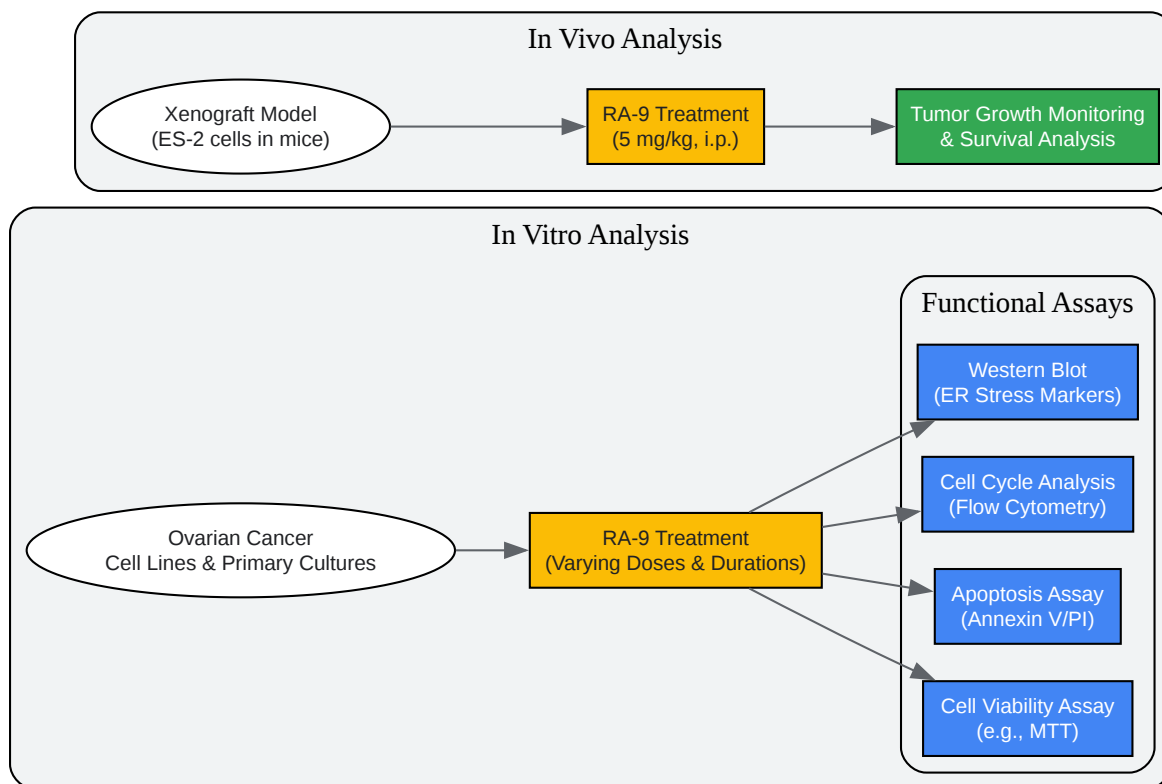 In Vivo Analysis
Xenograft Model
(ES-2 cells in mice)
RA-9 Treatment
(5 mg/kg, i.p.)
Tumor Growth Monitoring
& Survival Analysis
In Vitro Analysis
Functional Assays
Ovarian Cancer
Cell Lines & Primary Cultures
RA-9 Treatment
(Varying Doses & Durations)
Western Blot
(ER Stress Markers)
Cell Cycle Analysis
(Flow Cytometry)
Apoptosis Assay
(Annexin V/PI)
Cell Viability Assay
(e.g., MTT)